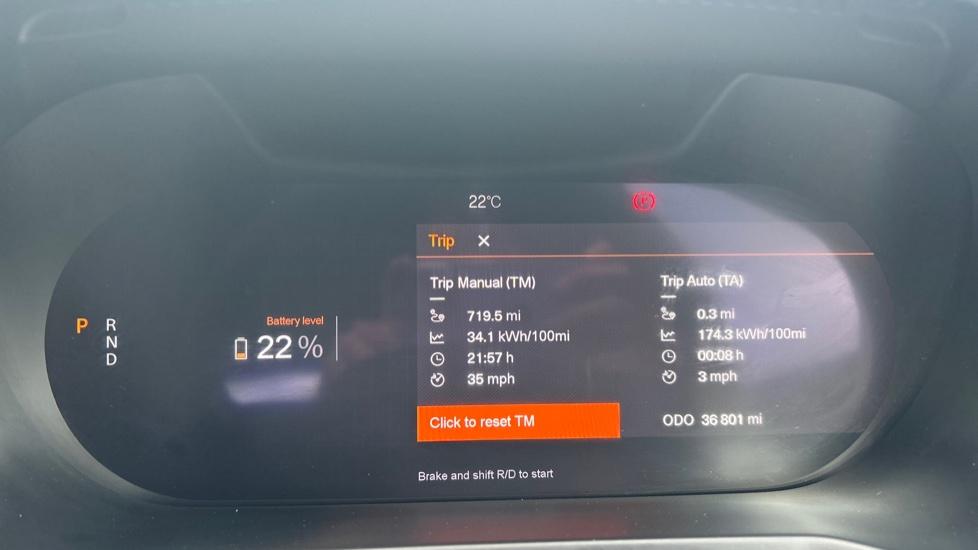 22°C
Trip ✕
Trip Manual (TM)
719.5 mi
34.1 kWh/100mi
21:57 h
35 mph
Click to reset TM
Trip Auto (TA)
0.3 mi
174.3 kWh/100mi
00:08 h
3 mph
ODO 36 801 mi
P
R
N
D
Battery level
22 %
Brake and shift R/D to start